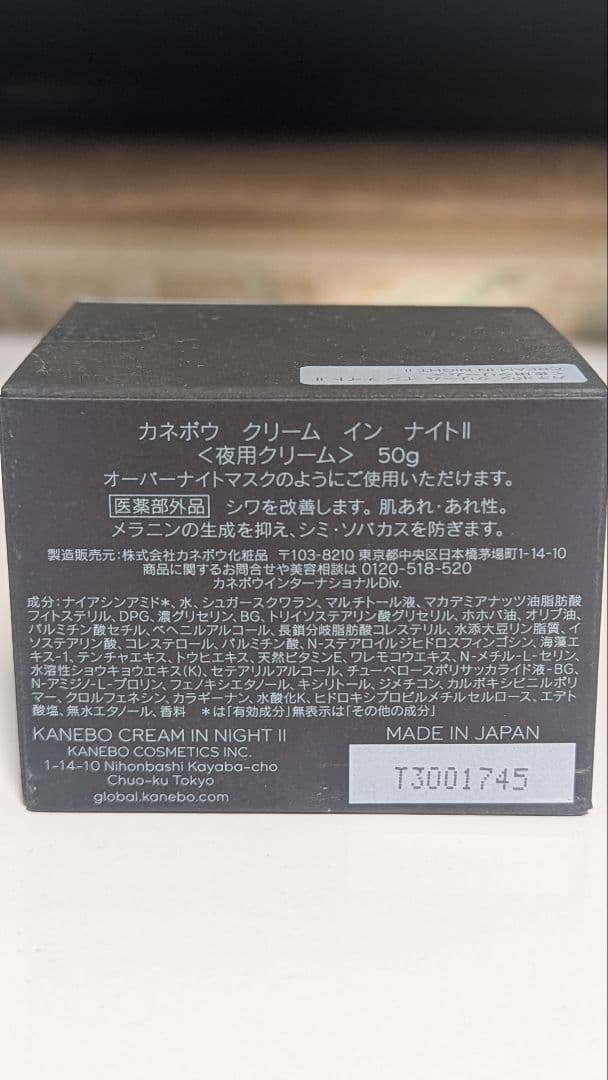 カネボウ クリーム イン ナイトⅡ
<夜用クリーム>
CREAM IN NIGHT Ⅱ
カネボウ クリーム イン ナイトⅡ
<夜用クリーム> 50g
オーバーナイトマスクのようにご使用いただけます。
医薬部外品 シワを改善します。肌あれ・あれ性。
メラニンの生成を抑え、シミ・ソバカスを防ぎます。
製造販売元:株式会社カネボウ化粧品 〒103-8210 東京都中央区日本橋茅場町1-14-10
商品に関するお問合せや美容相談は 0120-518-520
カネボウインターナショナルDiv.
成分:ナイアシンアミド*、水、シュガースクワラン、マルチトール液、マカデミアナッツ油脂肪酸
フィトステリル、DPG、濃グリセリン、BG、トリイソステアリン酸グリセリル、ホホバ油、オリブ油、
パルミチン酸セチル、ベヘニルアルコール、長鎖分岐脂肪酸コレステリル、水添大豆リン脂質、イ
ソステアリン酸、コレステロール、パルミチン酸、N-ステアロイルジヒドロスフィンゴシン、海藻エ
キス-1、テンチャエキス、トウヒエキス、天然ビタミンE、ワレモコウエキス、N-メチル-L-セリン、
水溶性ショウキョウエキス(K)、セテアリルアルコール、チューベローズポリサッカライド液-BG、
N-アミジノ-L-プロリン、フェノキシエタノール、キシリトール、ジメチコン、カルボキシビニルポリ
マー、クロルフェネシン、カラギーナン、水酸化K、ヒドロキシプロピルメチルセルロース、エデト
酸塩、無水エタノール、香料 *は「有効成分」無表示は「その他の成分」
KANEBO CREAM IN NIGHT Ⅱ
KANEBO COSMETICS INC.
1-14-10 Nihonbashi Kayaba-cho
Chuo-ku Tokyo
global.kanebo.com
MADE IN JAPAN
T3001745